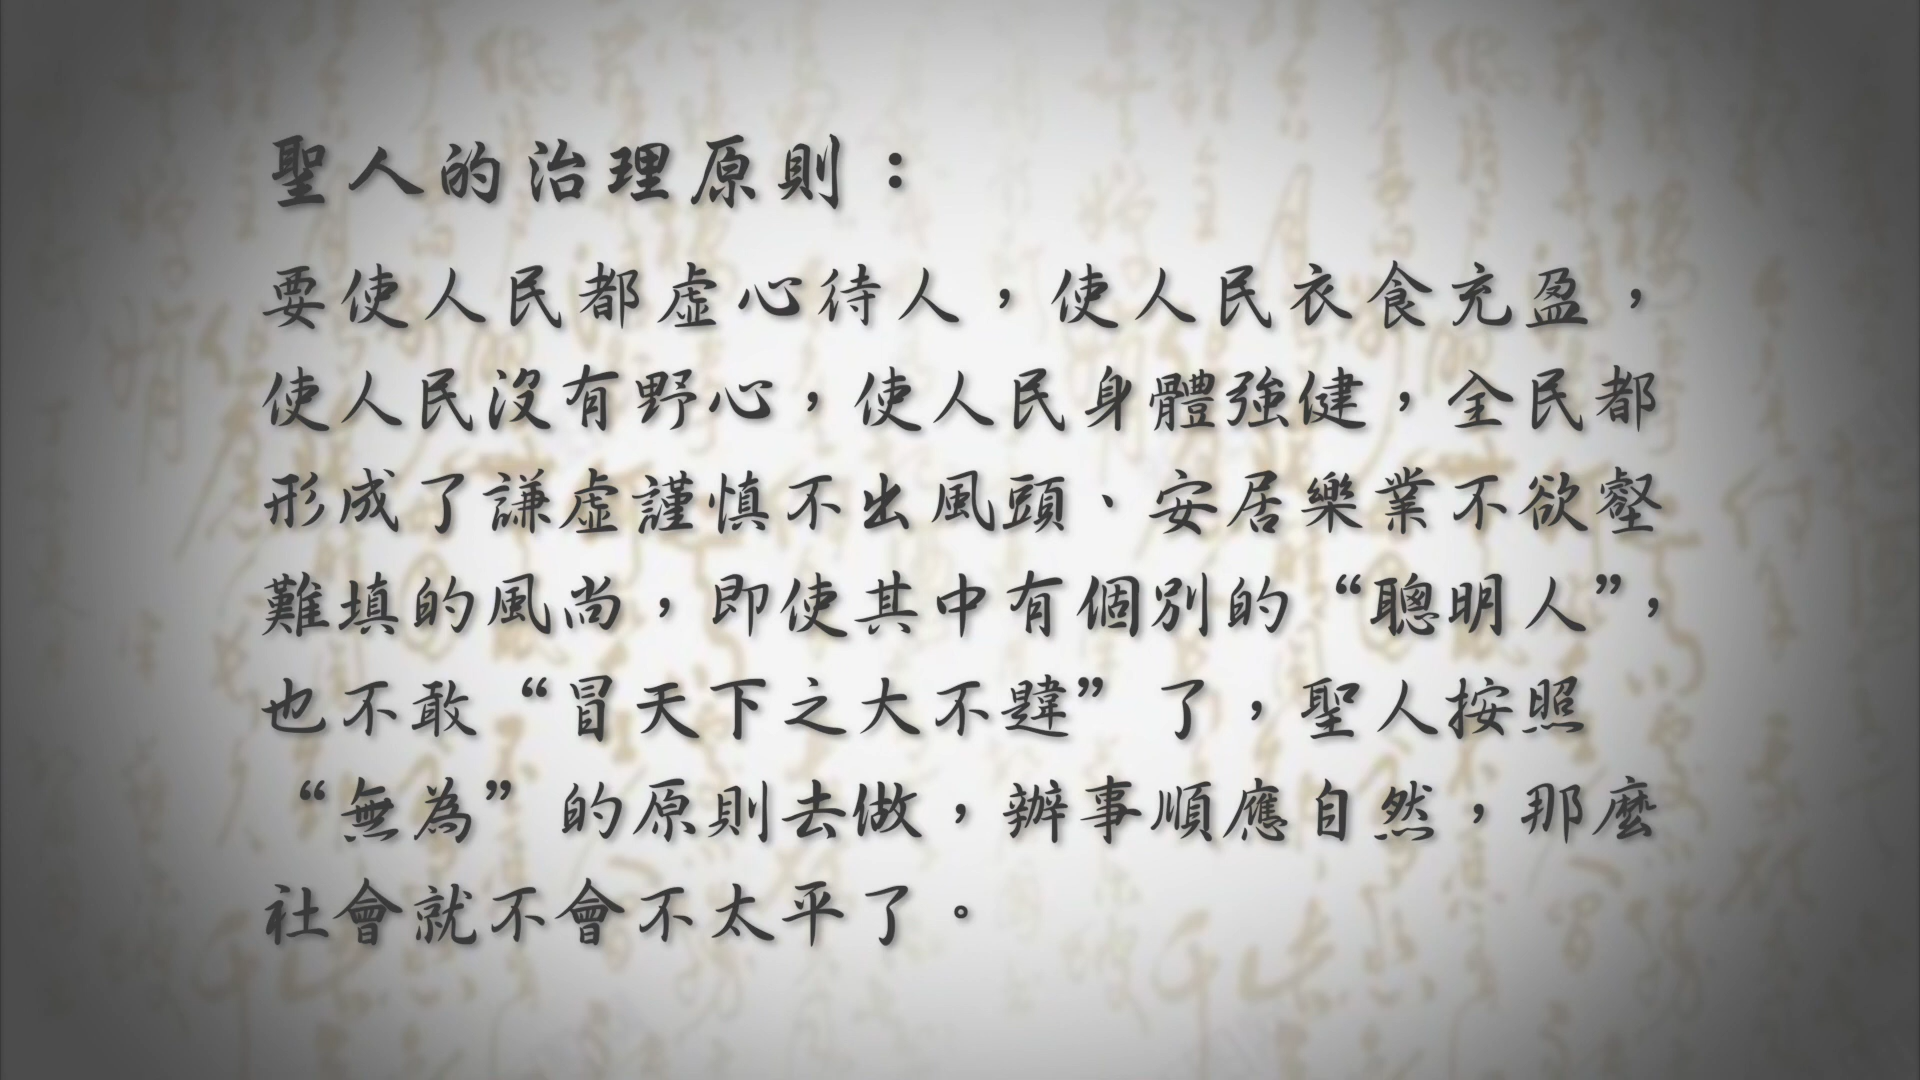 聖人的治理原則：
要使人民都虛心待人，使人民衣食充盈，
使人民沒有野心，使人民身體強健，全民都
形成了謙虛謹慎不出風頭、安居樂業不欲壑
難填的風尚，即使其中有個別的“聰明人”，
也不敢“冒天下之大不韙”了，聖人按照
“無為”的原則去做，辦事順應自然，那麼
社會就不會不太平了。